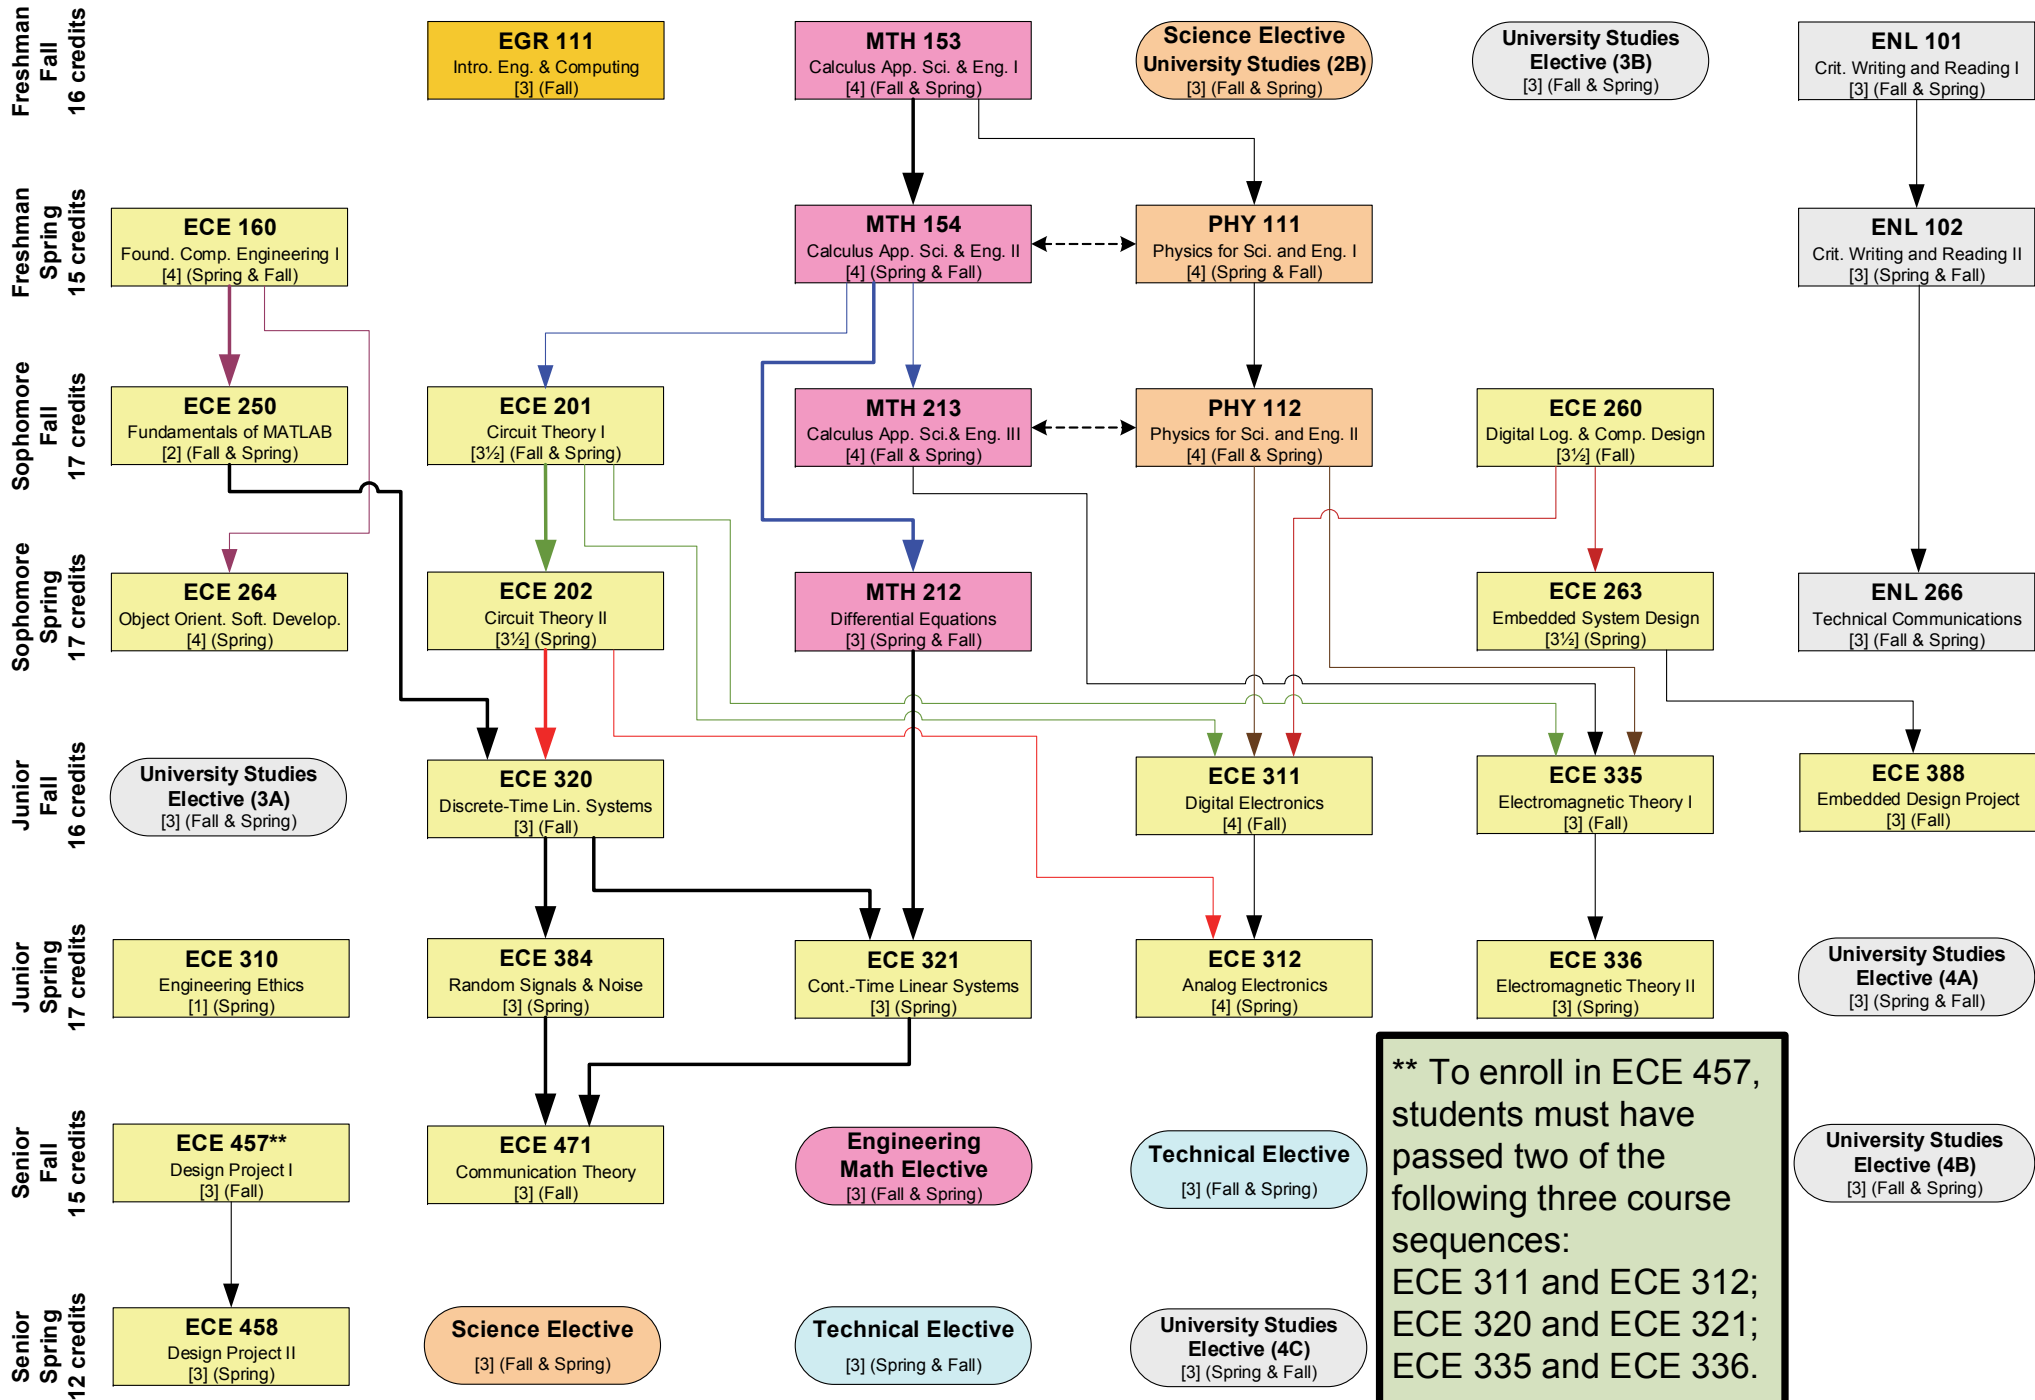 Freshman
Fall
16 credits
EGR 111
Intro. Eng. & Computing
[3] (Fall)
MTH 153
Calculus App. Sci. & Eng. I
[4] (Fall & Spring)
Science Elective
University Studies (2B)
[3] (Fall & Spring)
University Studies
Elective (3B)
[3] (Fall & Spring)
ENL 101
Crit. Writing and Reading I
[3] (Fall & Spring)
Freshman
Spring
15 credits
ECE 160
Found. Comp. Engineering I
[4] (Spring & Fall)
MTH 154
Calculus App. Sci. & Eng. II
[4] (Spring & Fall)
PHY 111
Physics for Sci. and Eng. I
[4] (Spring & Fall)
ENL 102
Crit. Writing and Reading II
[3] (Spring & Fall)
Sophomore
Fall
17 credits
ECE 250
Fundamentals of MATLAB
[2] (Fall & Spring)
ECE 201
Circuit Theory I
[3½] (Fall & Spring)
MTH 213
Calculus App. Sci.& Eng. III
[4] (Fall & Spring)
PHY 112
Physics for Sci. and Eng. II
[4] (Fall & Spring)
ECE 260
Digital Log. & Comp. Design
[3½] (Fall)
Sophomore
Spring
17 credits
ECE 264
Object Orient. Soft. Develop.
[4] (Spring)
ECE 202
Circuit Theory II
[3½] (Spring)
MTH 212
Differential Equations
[3] (Spring & Fall)
ECE 263
Embedded System Design
[3½] (Spring)
ENL 266
Technical Communications
[3] (Fall & Spring)
Junior
Fall
16 credits
University Studies
Elective (3A)
[3] (Fall & Spring)
ECE 320
Discrete-Time Lin. Systems
[3] (Fall)
ECE 311
Digital Electronics
[4] (Fall)
ECE 335
Electromagnetic Theory I
[3] (Fall)
ECE 388
Embedded Design Project
[3] (Fall)
Junior
Spring
17 credits
ECE 310
Engineering Ethics
[1] (Spring)
ECE 384
Random Signals & Noise
[3] (Spring)
ECE 321
Cont.-Time Linear Systems
[3] (Spring)
ECE 312
Analog Electronics
[4] (Spring)
ECE 336
Electromagnetic Theory II
[3] (Spring)
University Studies
Elective (4A)
[3] (Spring & Fall)
Senior
Fall
15 credits
ECE 457**
Design Project I
[3] (Fall)
ECE 471
Communication Theory
[3] (Fall)
Engineering
Math Elective
[3] (Fall & Spring)
Technical Elective
[3] (Fall & Spring)
** To enroll in ECE 457,
students must have
passed two of the
following three course
sequences:
ECE 311 and ECE 312;
ECE 320 and ECE 321;
ECE 335 and ECE 336.
University Studies
Elective (4B)
[3] (Fall & Spring)
Senior
Spring
12 credits
ECE 458
Design Project II
[3] (Spring)
Science Elective
[3] (Fall & Spring)
Technical Elective
[3] (Spring & Fall)
University Studies
Elective (4C)
[3] (Spring & Fall)